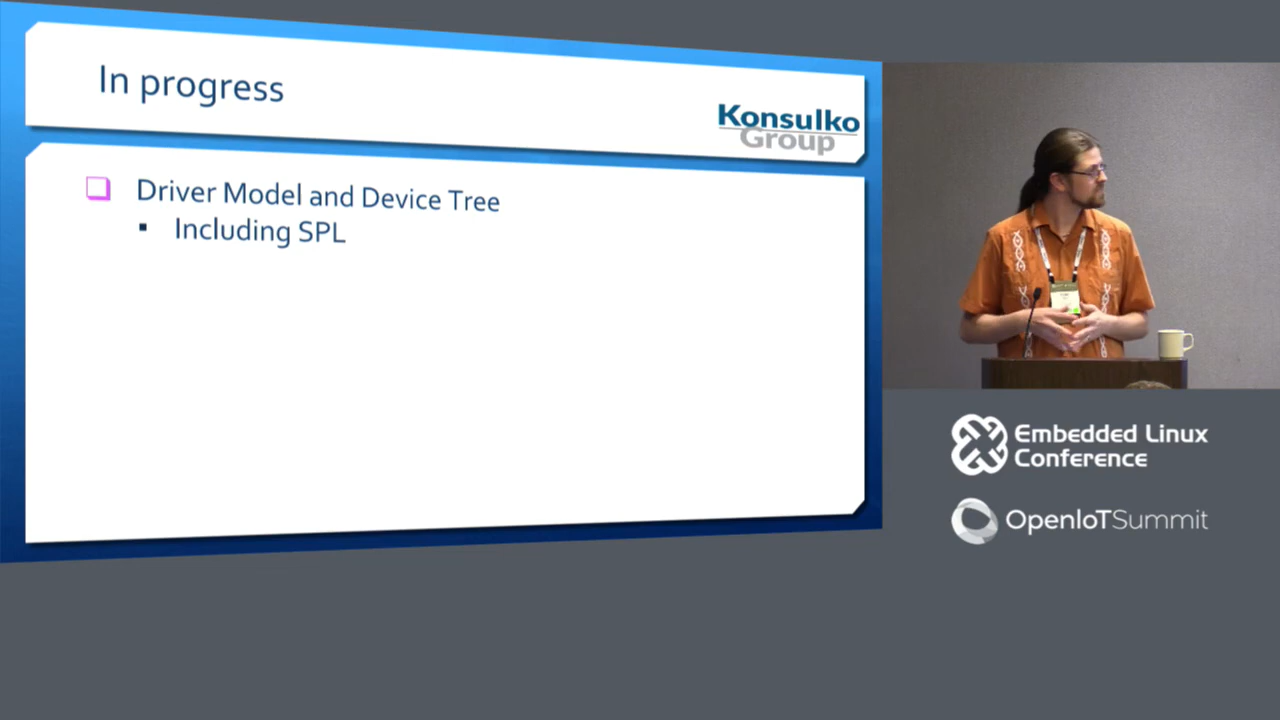 In progress
Konsulko
Group
Driver Model and Device Tree
Including SPL
Embedded Linux
Conference
OpenIoTSummit